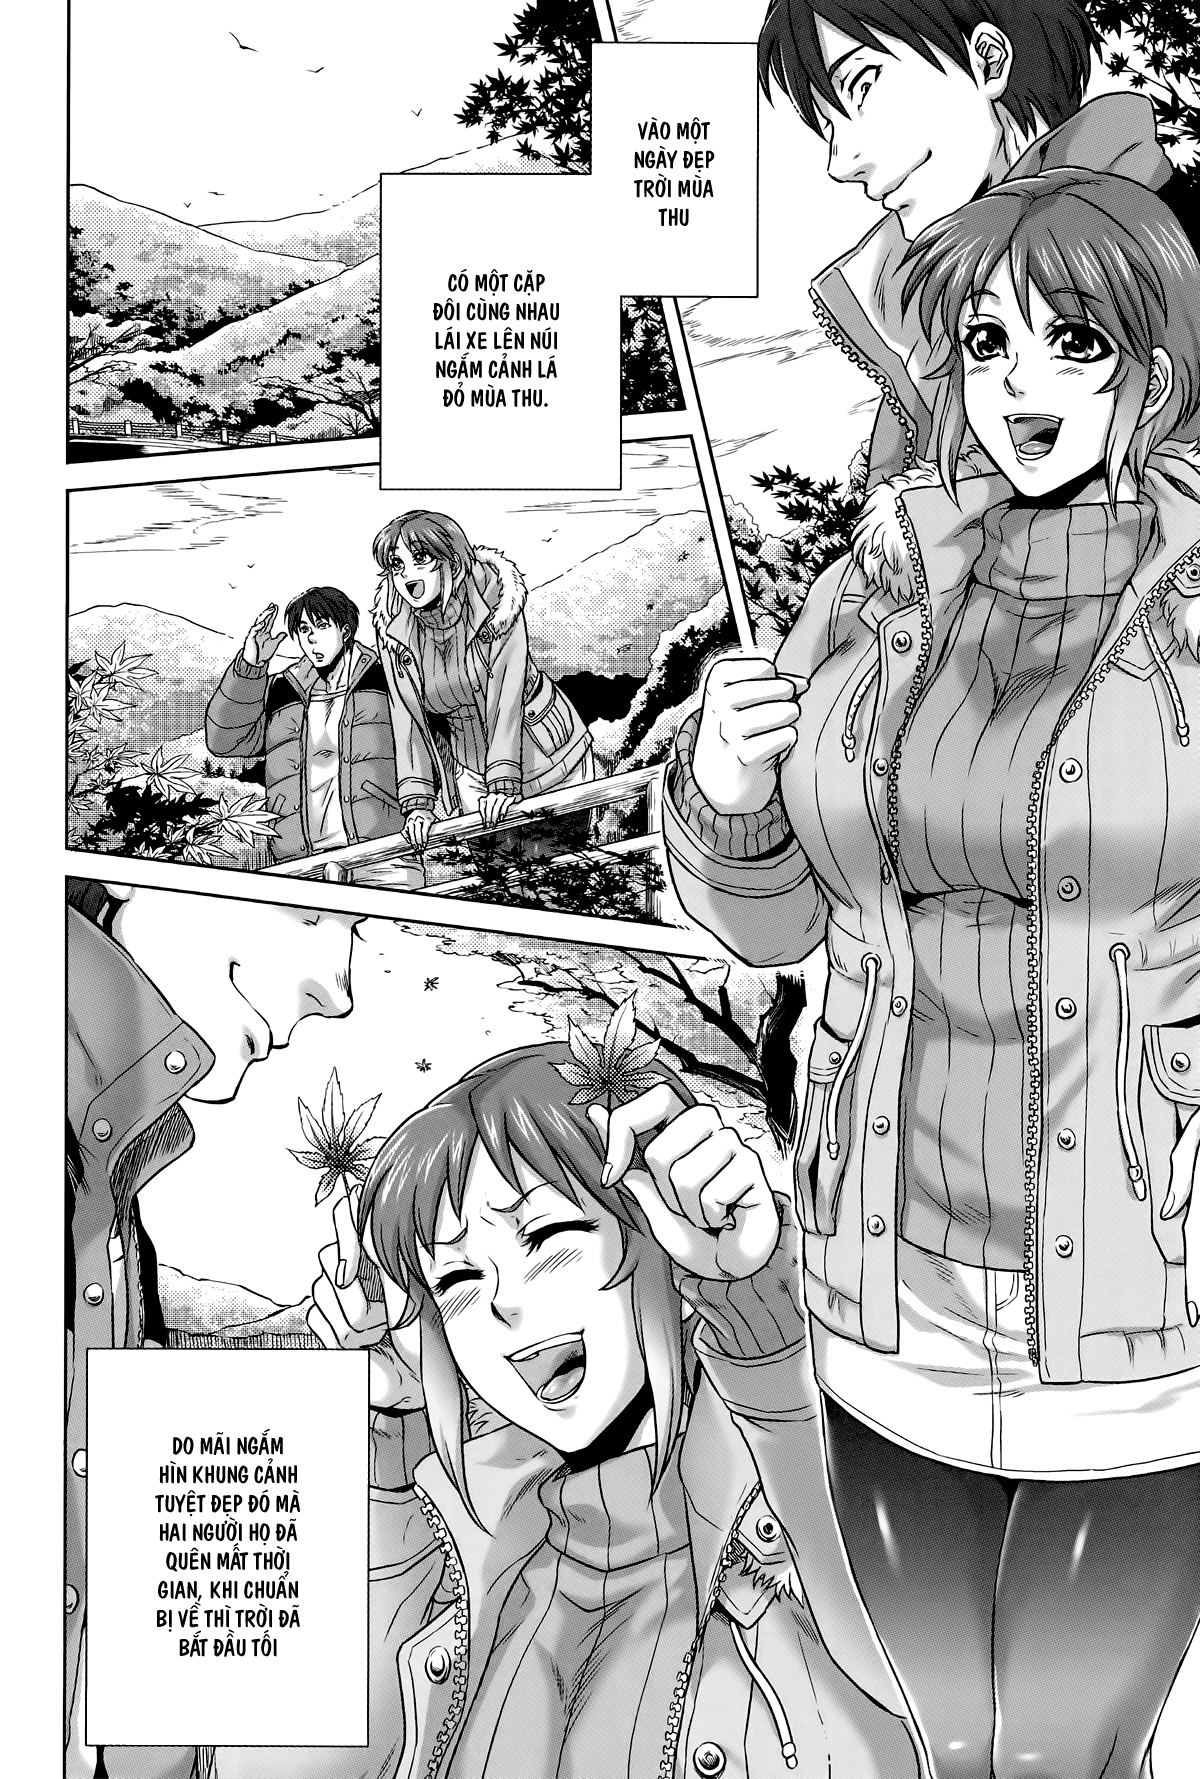 VÀO MỘT
NGÀY ĐẸP
TRỜI MÙA
THU
CÓ MỘT CẶP
ĐÔI CÙNG NHAU
LÁI XE LÊN NÚI
NGẮM CẢNH LÁ
ĐỎ MÙA THU.
DO MÃI NGẮM
HÌN KHUNG CẢNH
TUYỆT ĐẸP ĐÓ MÀ
HAI NGƯỜI HỌ ĐÃ
QUÊN MẤT THỜI
GIAN, KHI CHUẨN
BỊ VỀ THÌ TRỜI ĐÃ
BẮT ĐẦU TỐI